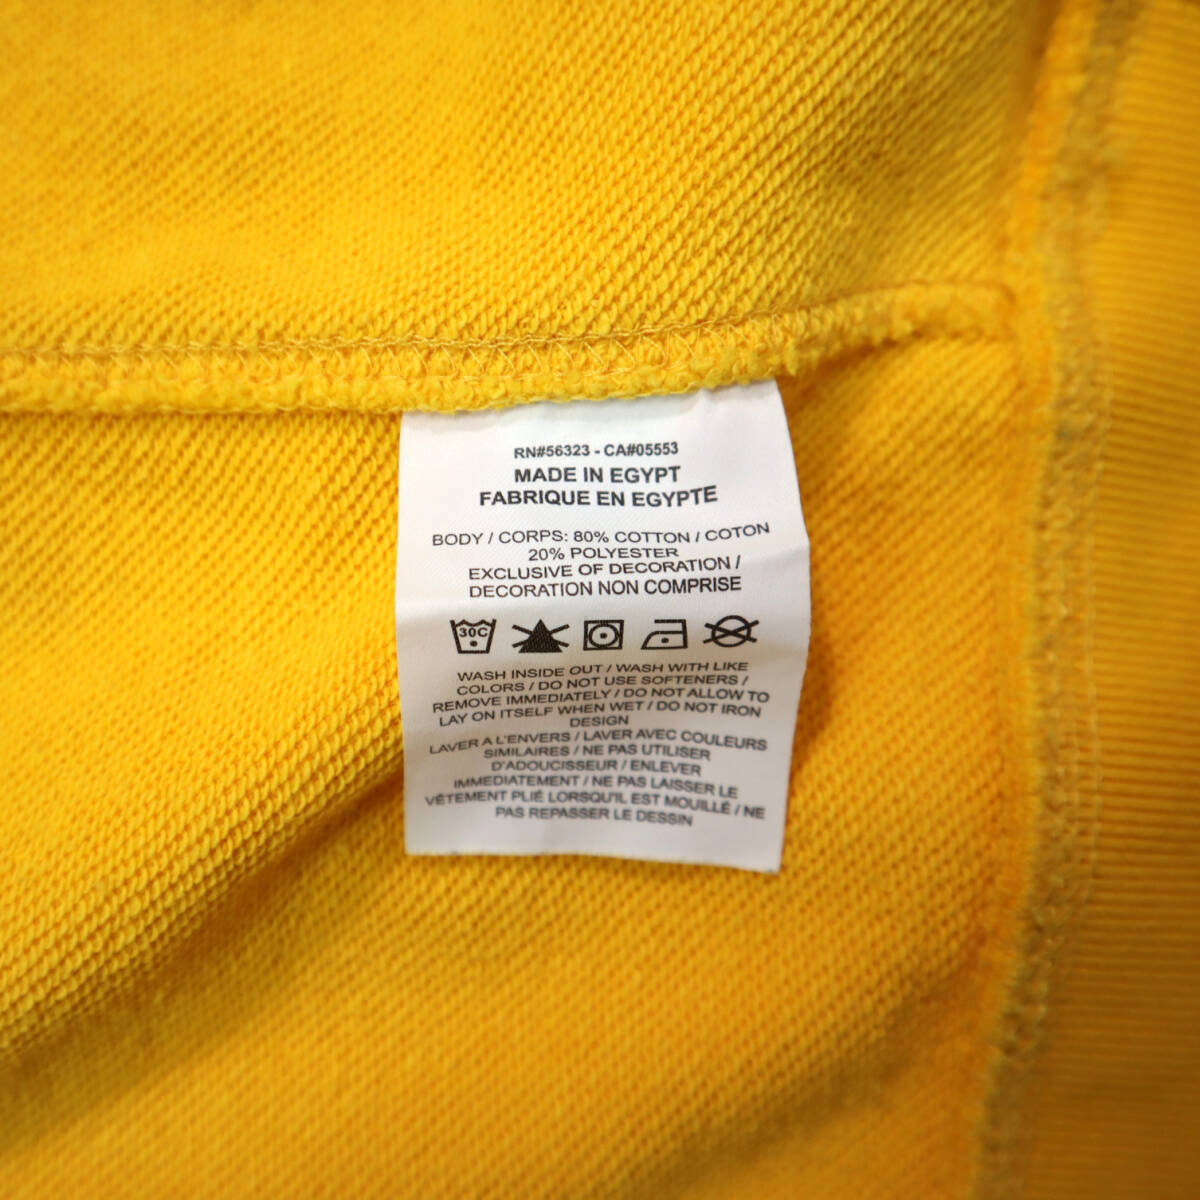 RN#56323 - CA#05553
MADE IN EGYPT
FABRIQUE EN EGYPTE
BODY / CORPS: 80% COTTON / COTON
20% POLYESTER
EXCLUSIVE OF DECORATION /
DECORATION NON COMPRISE
30C
WASH INSIDE OUT / WASH WITH LIKE
COLORS / DO NOT USE SOFTENERS /
REMOVE IMMEDIATELY / DO NOT ALLOW TO
LAY ON ITSELF WHEN WET / DO NOT IRON
DESIGN
LAVER A L'ENVERS / LAVER AVEC COULEURS
SIMILAIRES / NE PAS UTILISER
D'ADOUCISSEUR / ENLEVER
IMMEDIATEMENT / NE PAS LAISSER LE
VÉTEMENT PLIÉ LORSQU'IL EST MOUILLÉ / NE
PAS REPASSER LE DESSIN